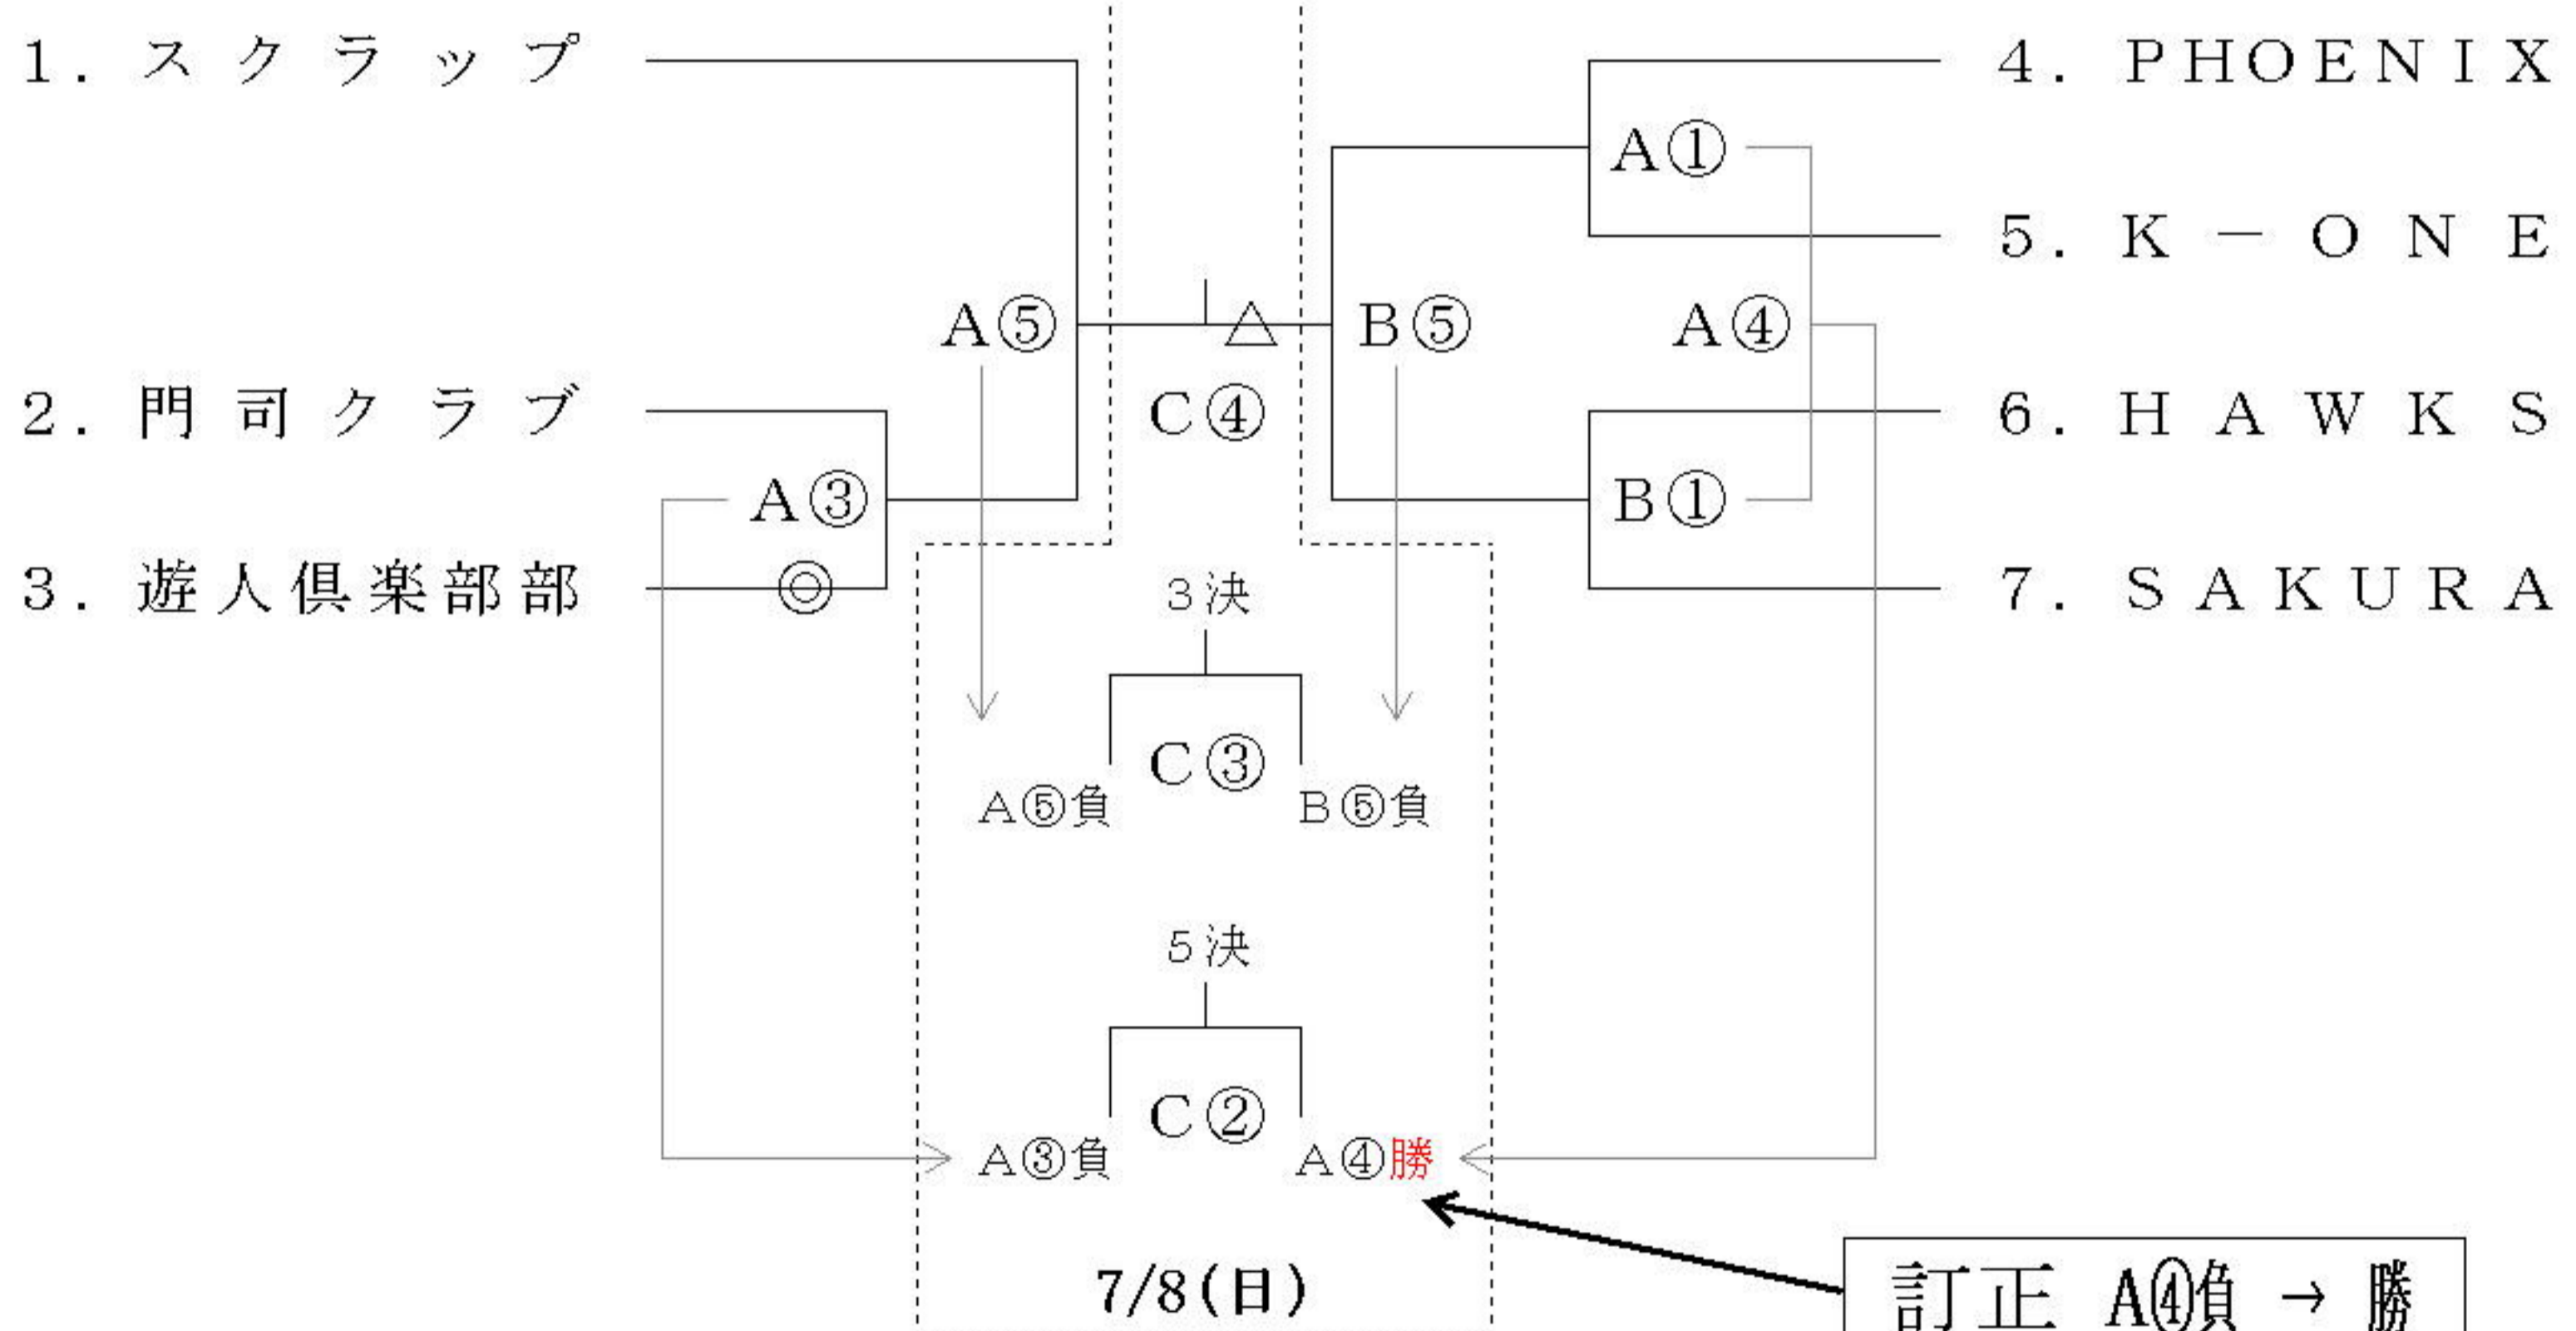 1. スクラップ
4. PHOENIX
A①
5. K－ONE
A⑤
△
B⑤
A④
2. 門司クラブ
C④
6. HAWKS
A③
B①
3. 遊人倶楽部部
◎
3決
7. SAKURA
C③
A⑤負
B⑤負
5決
C②
A③負
A④勝
7/8(日)
訂正 A④負 → 勝